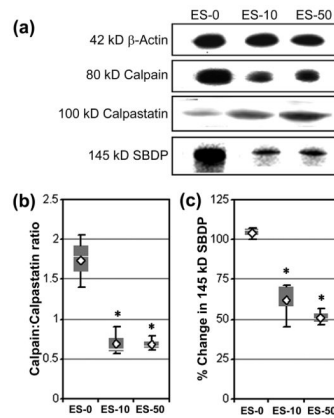 (a)
ES-0 ES-10 ES-50
42 kD β-Actin
80 kD Calpain
100 kD Calpastatin
145 kD SBDP
(b)
Calpain:Calpastatin ratio
2.5
2
1.5
1
0.5
0
*
*
ES-0 ES-10 ES-50
(c)
% Change in 145 kD SBDP
125
100
75
50
25
0
*
*
ES-0 ES-10 ES-50